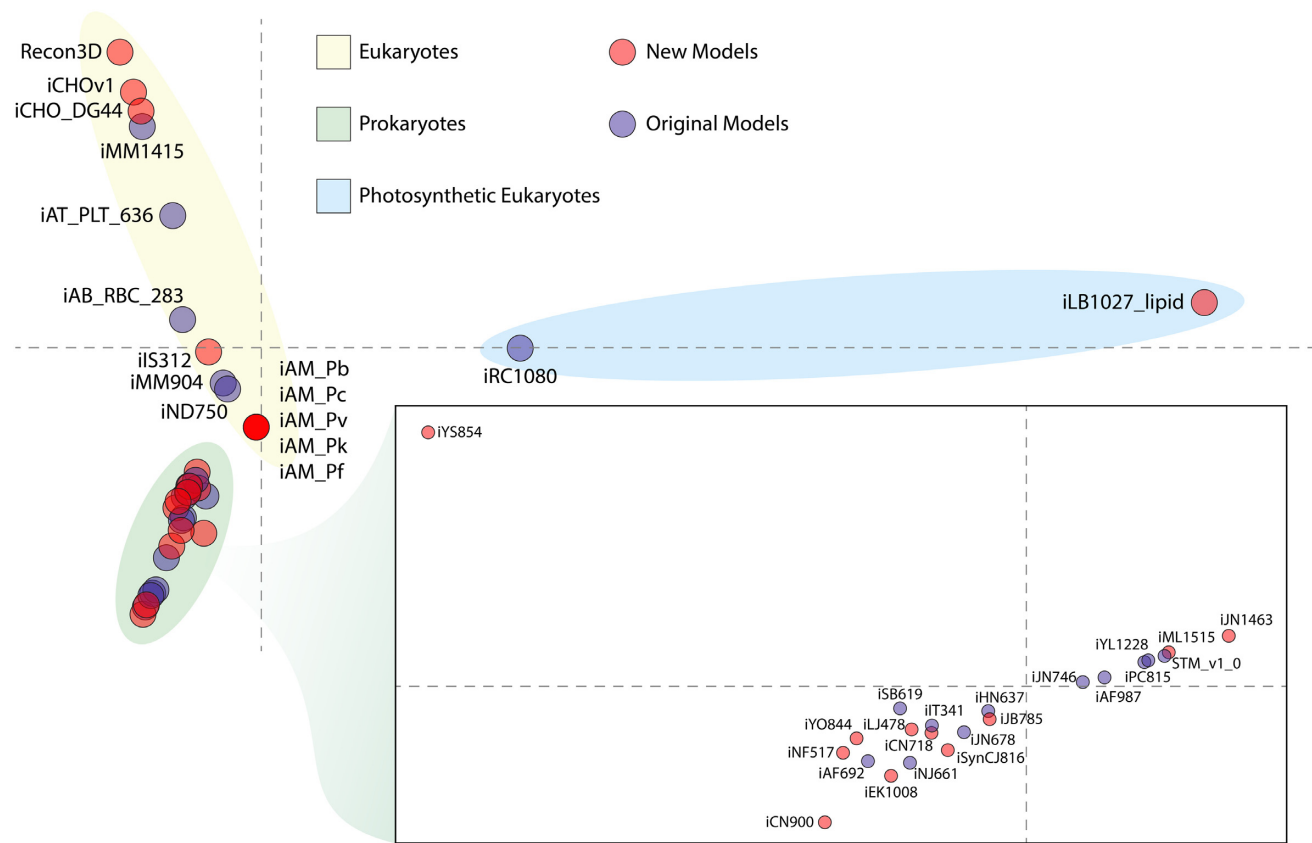 Recon3D
iCHOv1
iCHO_DG44
iMM1415
iAT_PLT_636
iAB_RBC_283
iIS312
iMM904
iND750
iAM_Pb
iAM_Pc
iAM_Pv
iAM_Pk
iAM_Pf
Eukaryotes
New Models
Prokaryotes
Original Models
Photosynthetic Eukaryotes
iLB1027_lipid
iRC1080
iYS854
iJN1463
iYL1228
iML1515
STM_v1_0
iJN746
iPC815
iAF987
iSB619
iHN637
iIT341
iJB785
iYO844
iLJ478
iJN678
iCN718
iNF517
iSynCJ816
iAF692
iNJ661
iEK1008
iCN900